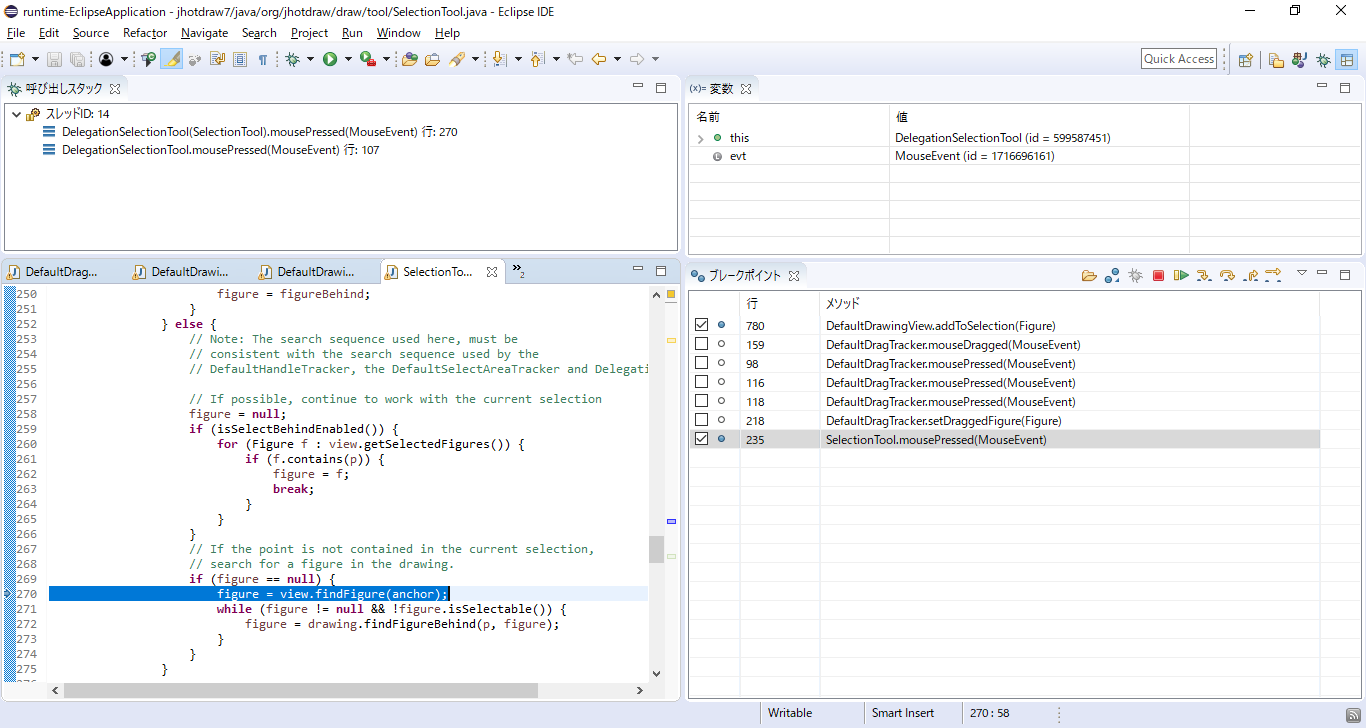 runtime-EclipseApplication - jhotdraw7/java/org/jhotdraw/draw/tool/SelectionTool.java - Eclipse IDE
File Edit Source Refactor Navigate Search Project Run Window Help
Quick Access
呼び出しスタック
スレッドID: 14
DelegationSelectionTool(SelectionTool).mousePressed(MouseEvent) 行: 270
DelegationSelectionTool.mousePressed(MouseEvent) 行: 107
(x)= 変数
名前 値
this DelegationSelectionTool (id = 599587451)
evt MouseEvent (id = 1716696161)
DefaultDrag... DefaultDrawi... DefaultDrawi... SelectionTo... »2
250 figure = figureBehind;
251 }
252 } else {
253 // Note: The search sequence used here, must be
254 // consistent with the search sequence used by the
255 // DefaultHandleTracker, the DefaultSelectAreaTracker and Delegati
256
257 // If possible, continue to work with the current selection
258 figure = null;
259 if (isSelectBehindEnabled()) {
260 for (Figure f : view.getSelectedFigures()) {
261 if (f.contains(p)) {
262 figure = f;
263 break;
264 }
265 }
266 }
267 // If the point is not contained in the current selection,
268 // search for a figure in the drawing.
269 if (figure == null) {
270 figure = view.findFigure(anchor);
271 while (figure != null && !figure.isSelectable()) {
272 figure = drawing.findFigureBehind(p, figure);
273 }
274 }
275 }
ブレークポイント
行 メソッド
780 DefaultDrawingView.addToSelection(Figure)
159 DefaultDragTracker.mouseDragged(MouseEvent)
98 DefaultDragTracker.mousePressed(MouseEvent)
116 DefaultDragTracker.mousePressed(MouseEvent)
118 DefaultDragTracker.mousePressed(MouseEvent)
218 DefaultDragTracker.setDraggedFigure(Figure)
235 SelectionTool.mousePressed(MouseEvent)
Writable Smart Insert 270 : 58